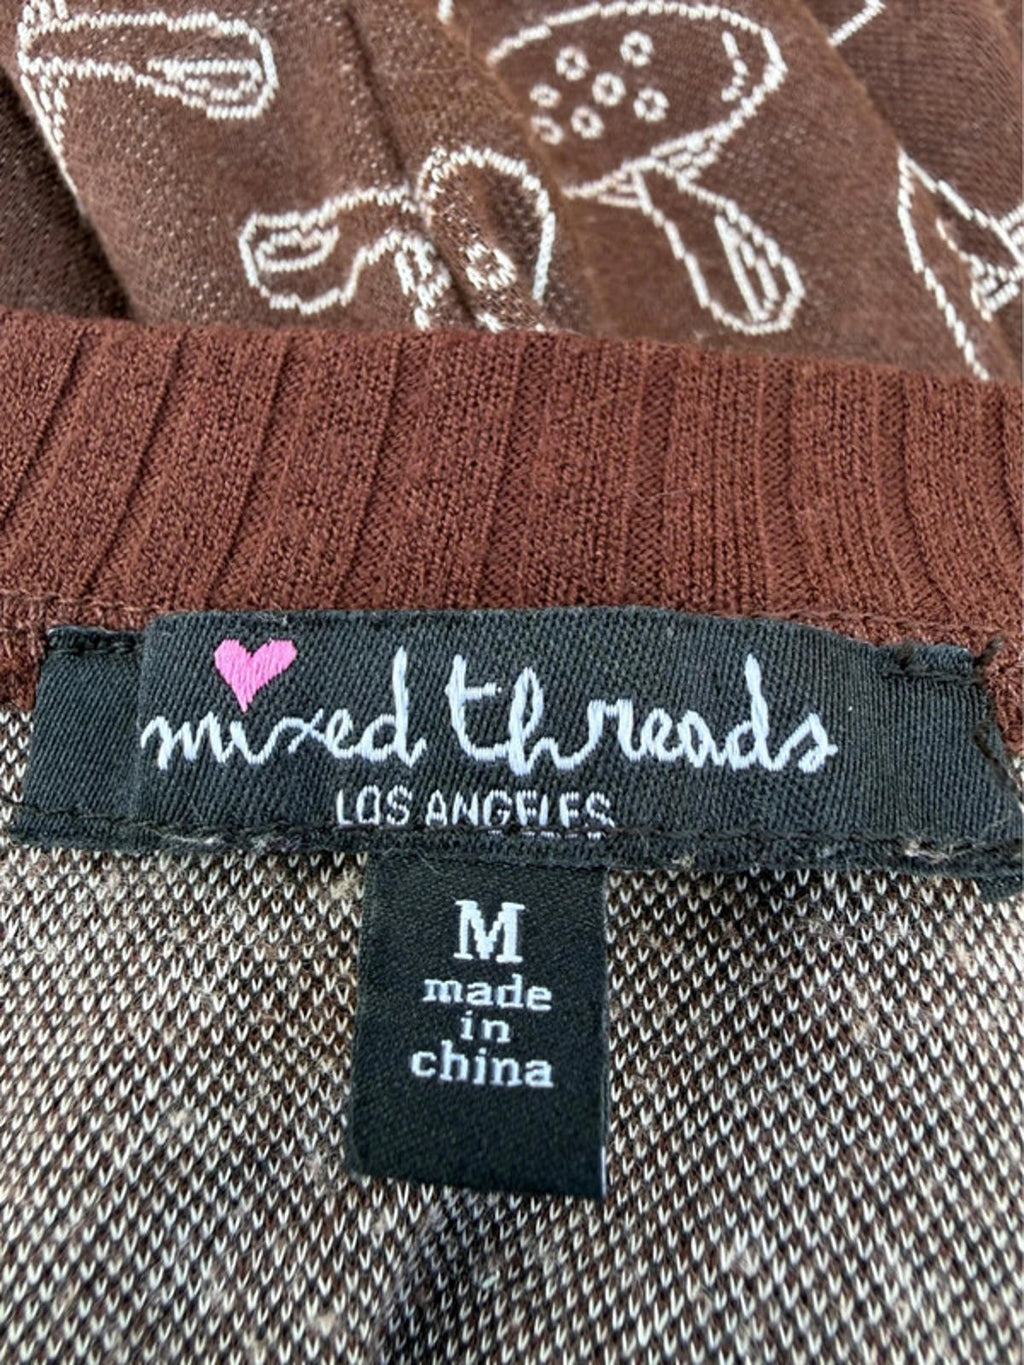 mixed threads
LOS ANGELES
M
made
in
china